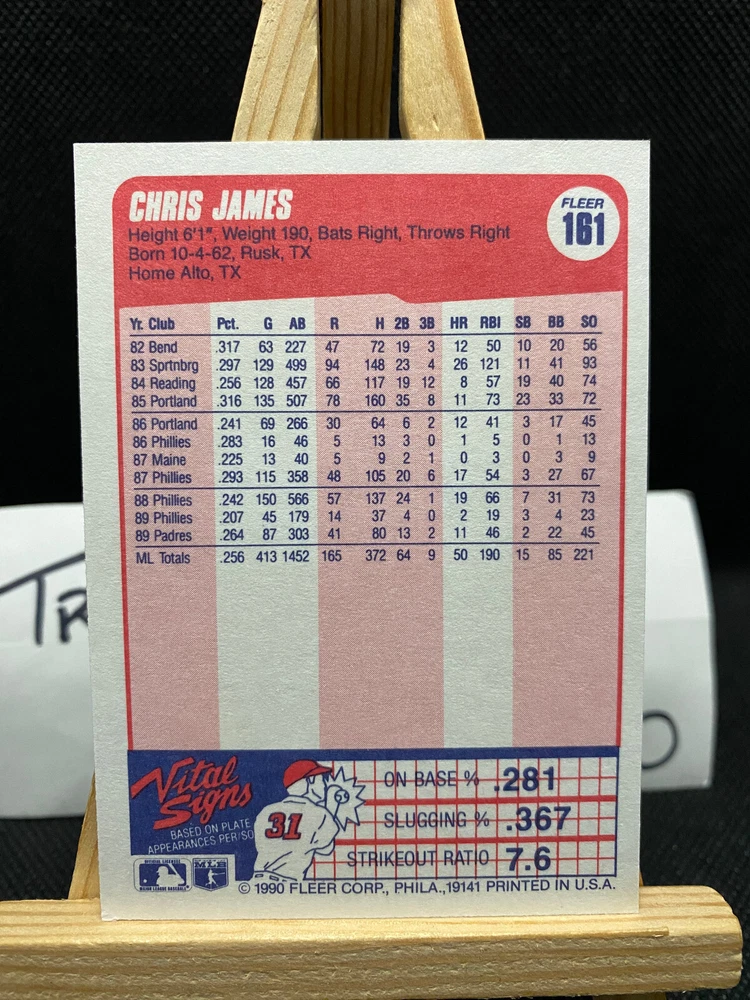 CHRIS JAMES
FLEER
161
Height 6'1", Weight 190, Bats Right, Throws Right
Born 10-4-62, Rusk, TX
Home Alto, TX
Yr. Club Pct. G AB R H 2B 3B HR RBI SB BB SO
82 Bend .317 63 227 47 72 19 3 12 50 10 20 56
83 Sprtnbrg .297 129 499 94 148 23 4 26 121 11 41 93
84 Reading .256 128 457 66 117 19 12 8 57 19 40 74
85 Portland .316 135 507 78 160 35 8 11 73 23 33 72
86 Portland .241 69 266 30 64 6 2 12 41 3 17 45
86 Phillies .283 16 46 5 13 3 0 1 5 0 1 13
87 Maine .225 13 40 5 9 2 1 0 3 0 3 9
87 Phillies .293 115 358 48 105 20 6 17 54 3 27 67
88 Phillies .242 150 566 57 137 24 1 19 66 7 31 73
89 Phillies .207 45 179 14 37 4 0 2 19 3 4 23
89 Padres .264 87 303 41 80 13 2 11 46 2 22 45
ML Totals .256 413 1452 165 372 64 9 50 190 15 85 221
TR
O
Vital
Signs
BASED ON PLATE
APPEARANCES PER/SO
31
ON BASE % .281
SLUGGING % .367
STRIKEOUT RATIO 7.6
MLB
© 1990 FLEER CORP., PHILA.,19141 PRINTED IN U.S.A.